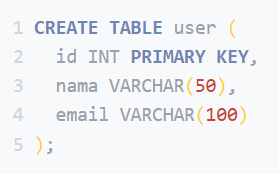 1 CREATE TABLE user (
2   id INT PRIMARY KEY,
3   nama VARCHAR(50),
4   email VARCHAR(100)
5 );